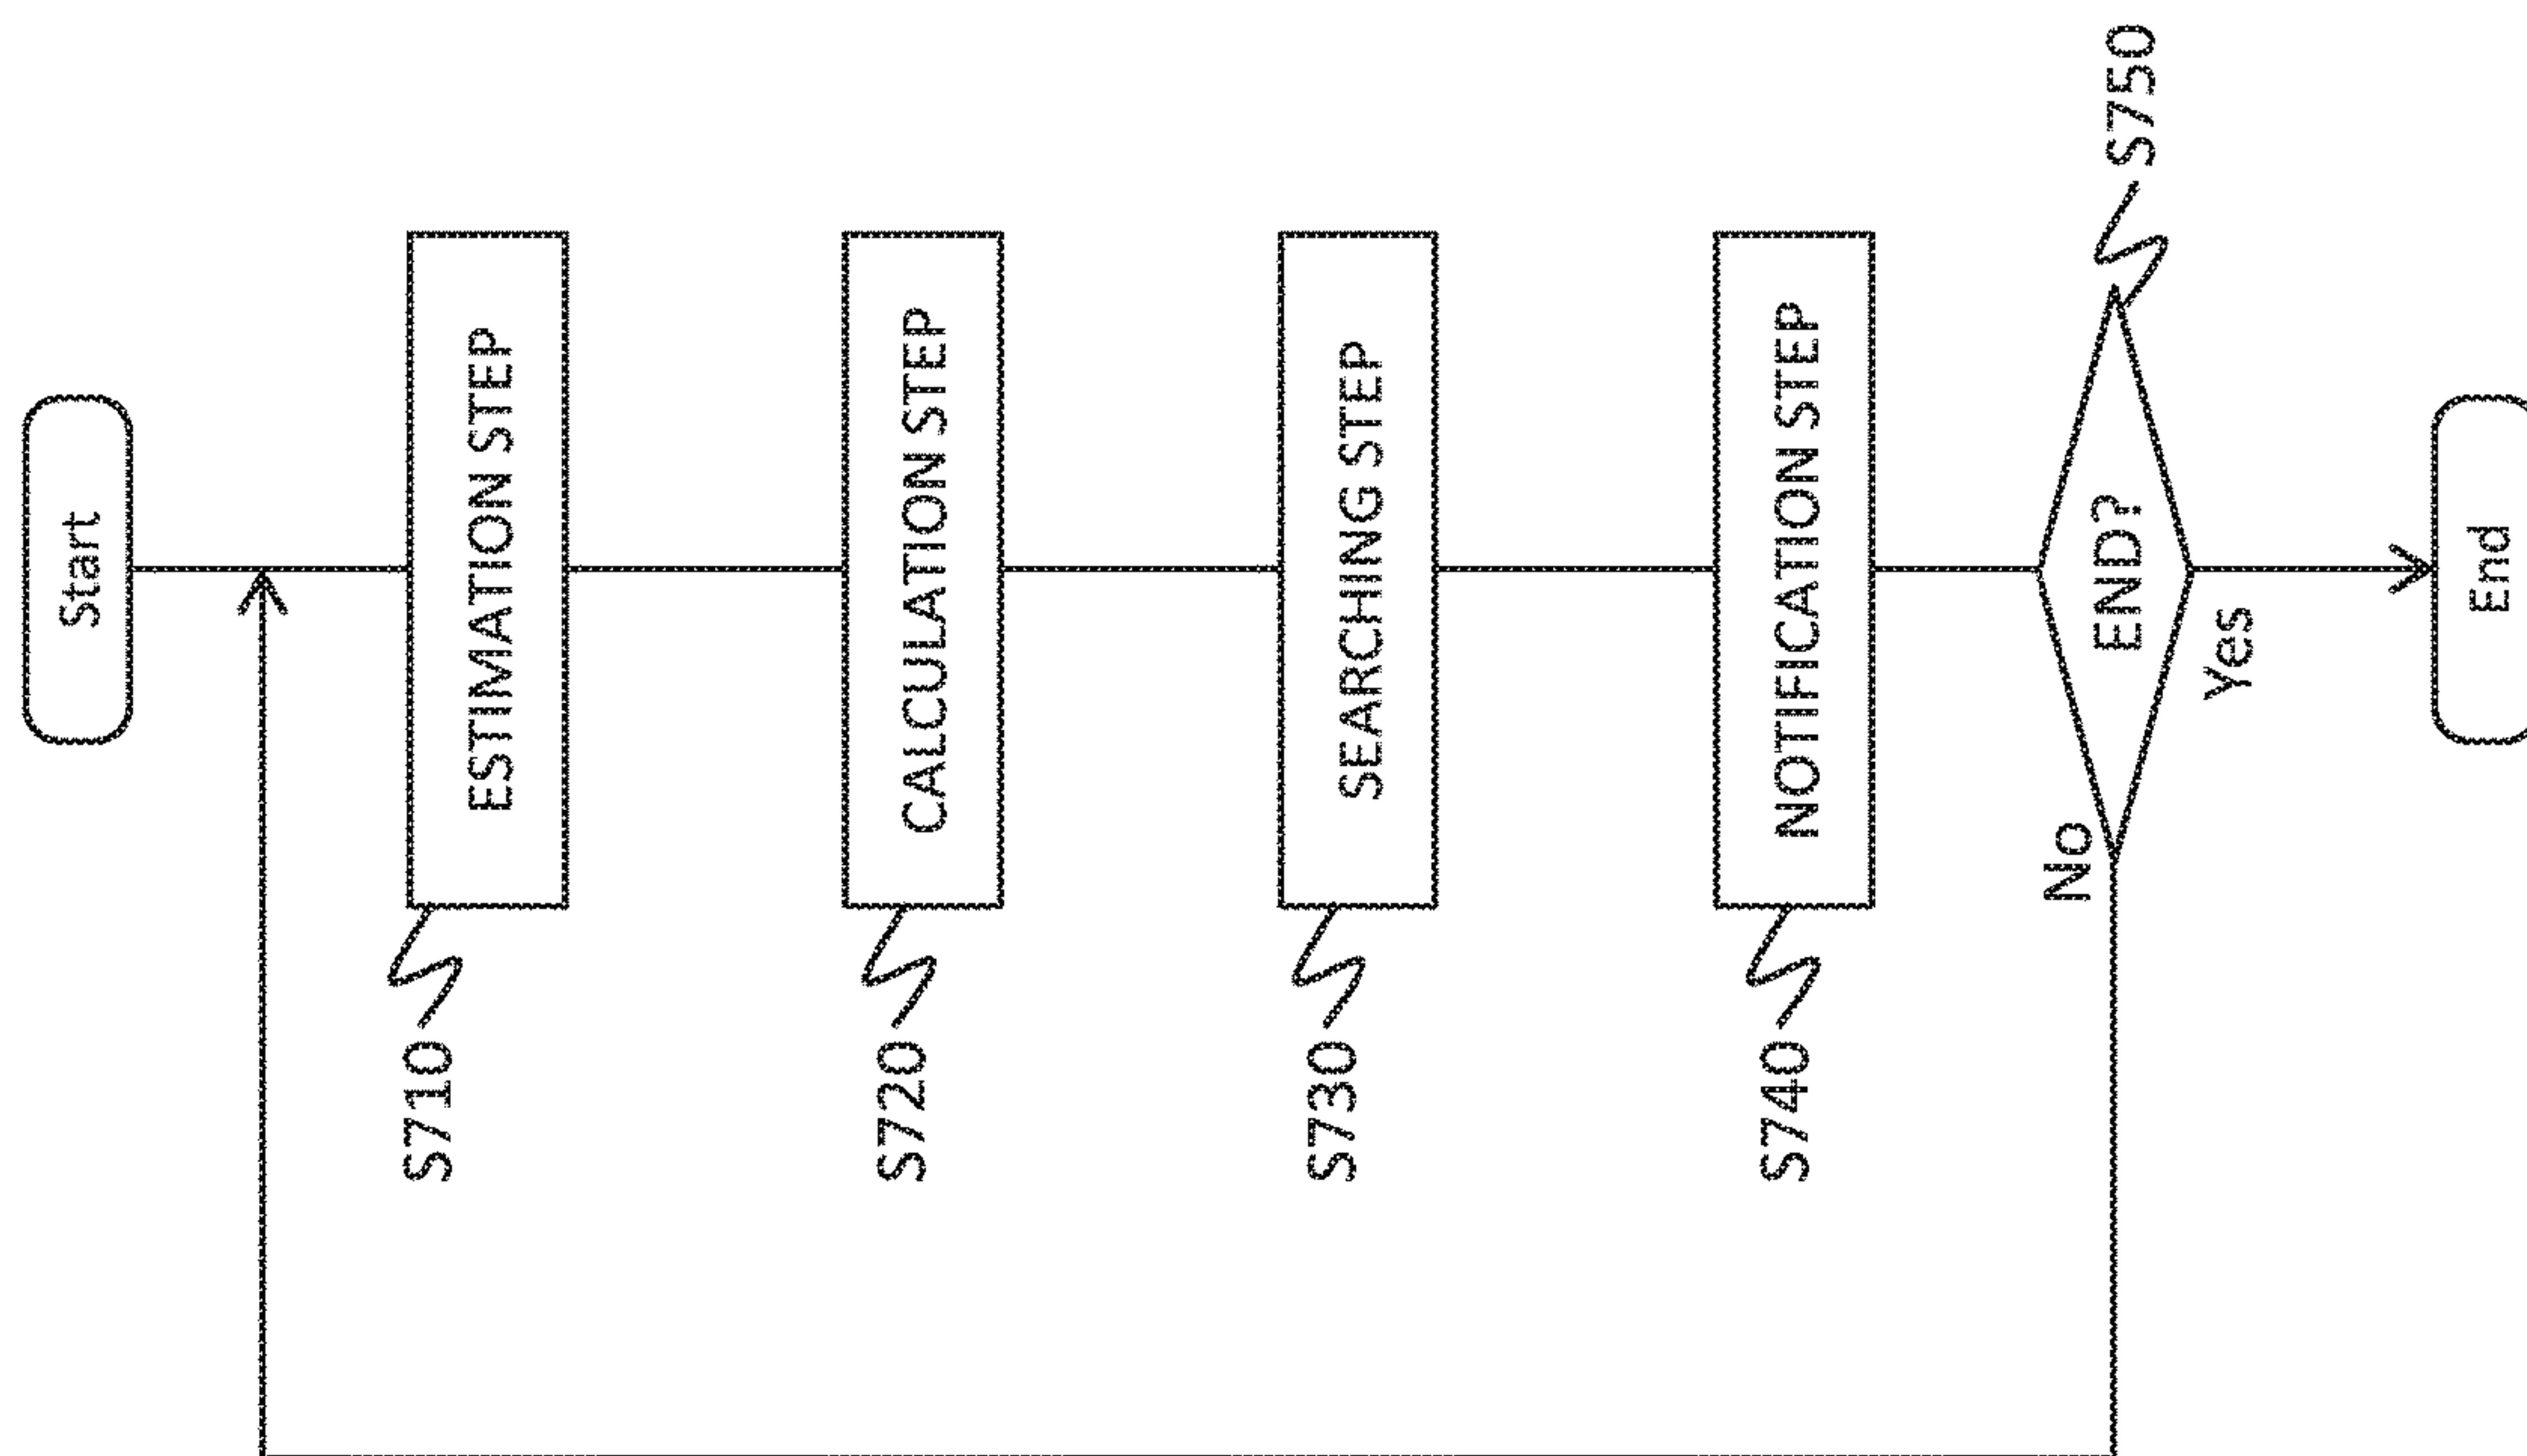 Start
S710
ESTIMATION STEP
S720
CALCULATION STEP
S730
SEARCHING STEP
S740
NOTIFICATION STEP
No
END?
S750
Yes
End